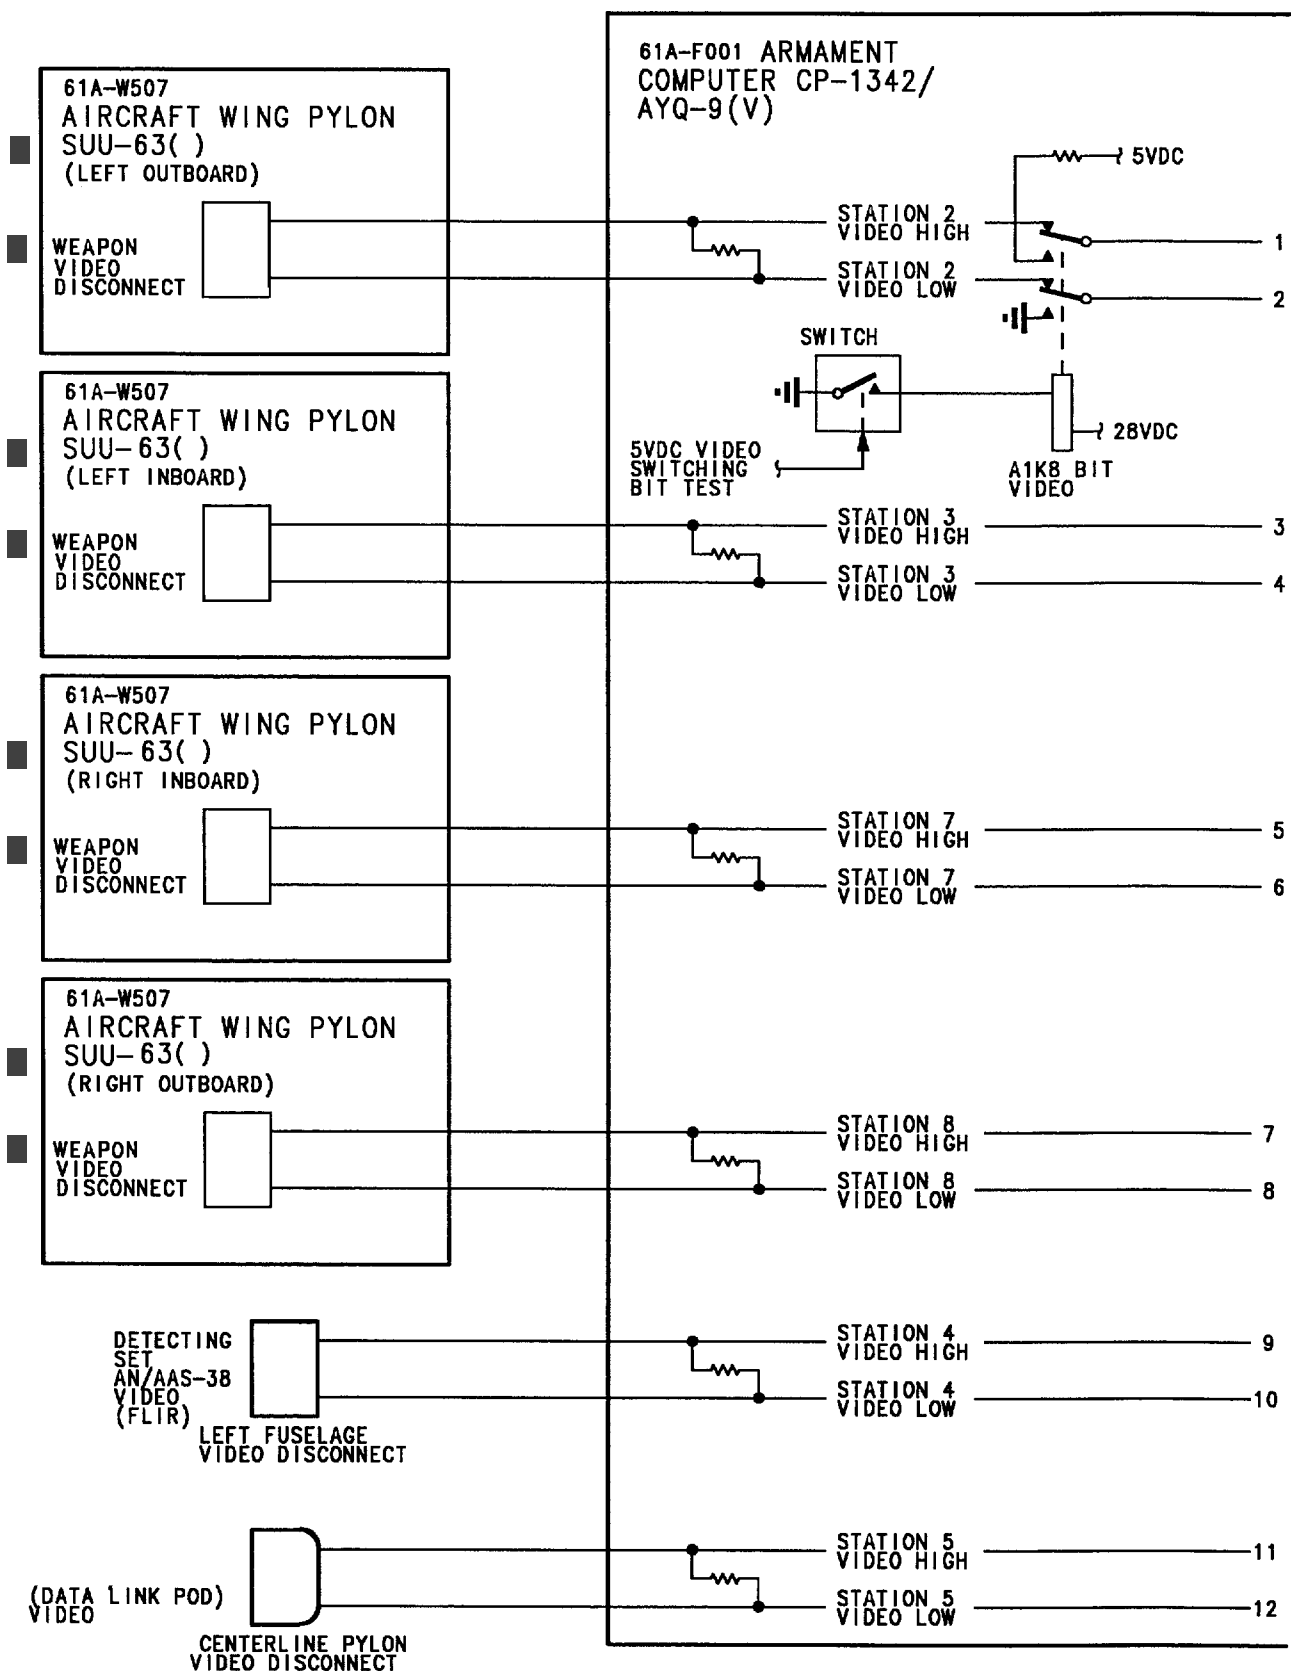 61A-F001 ARMAMENT
COMPUTER CP-1342/
AYQ-9(V)
61A-W507
AIRCRAFT WING PYLON
SUU-63( )
(LEFT OUTBOARD)
WEAPON
VIDEO
DISCONNECT
STATION 2
VIDEO HIGH
STATION 2
VIDEO LOW
5VDC
1
2
SWITCH
5VDC VIDEO
SWITCHING
BIT TEST
28VDC
A1K8 BIT
VIDEO
61A-W507
AIRCRAFT WING PYLON
SUU-63( )
(LEFT INBOARD)
WEAPON
VIDEO
DISCONNECT
STATION 3
VIDEO HIGH
3
STATION 3
VIDEO LOW
4
61A-W507
AIRCRAFT WING PYLON
SUU-63( )
(RIGHT INBOARD)
WEAPON
VIDEO
DISCONNECT
STATION 7
VIDEO HIGH
5
STATION 7
VIDEO LOW
6
61A-W507
AIRCRAFT WING PYLON
SUU-63( )
(RIGHT OUTBOARD)
WEAPON
VIDEO
DISCONNECT
STATION 8
VIDEO HIGH
7
STATION 8
VIDEO LOW
8
DETECTING
SET
AN/AAS-38
VIDEO
(FLIR)
LEFT FUSELAGE
VIDEO DISCONNECT
STATION 4
VIDEO HIGH
9
STATION 4
VIDEO LOW
10
(DATA LINK POD)
VIDEO
CENTERLINE PYLON
VIDEO DISCONNECT
STATION 5
VIDEO HIGH
11
STATION 5
VIDEO LOW
12